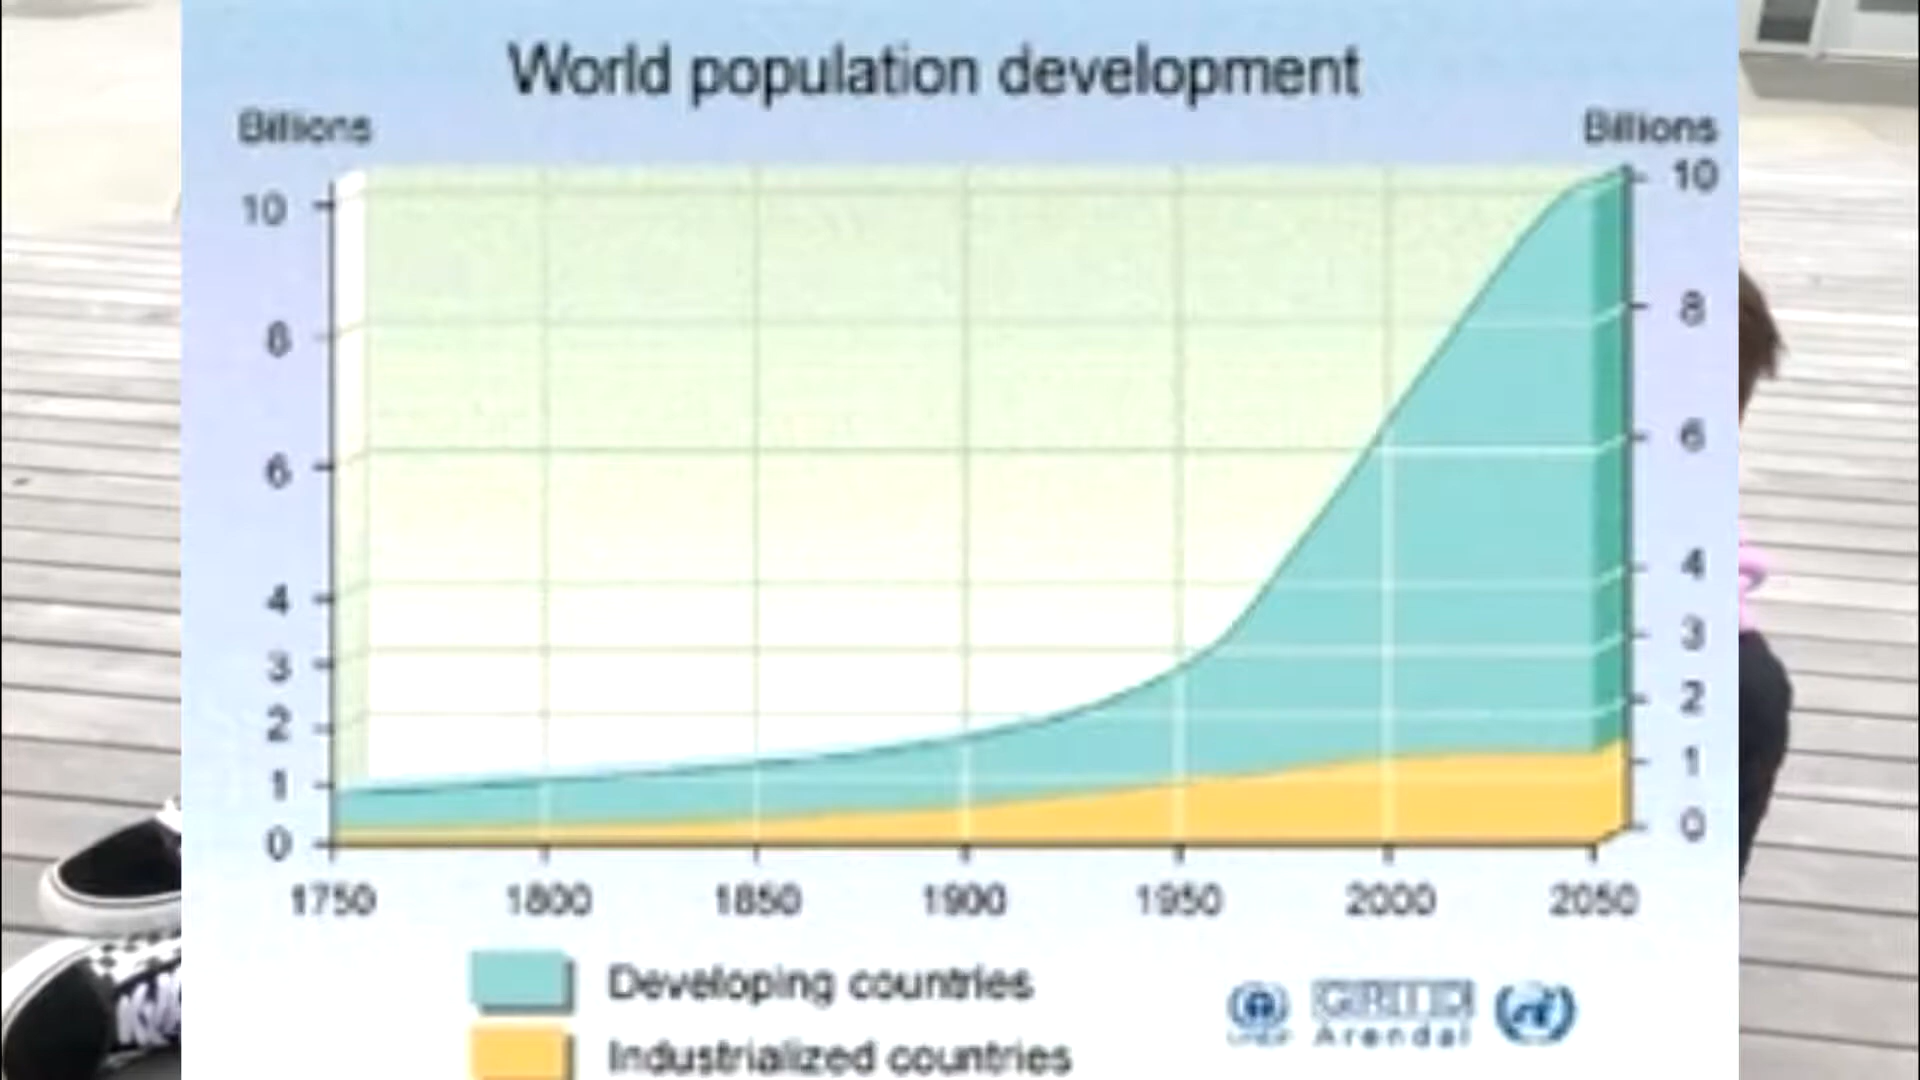 World population development
Billions
Billions
10
8
6
4
3
2
1
0
10
8
6
4
3
2
1
0
1750 1800 1850 1900 1950 2000 2050
Developing countries
Industrialized countries
UNEP
GRID
Arendal